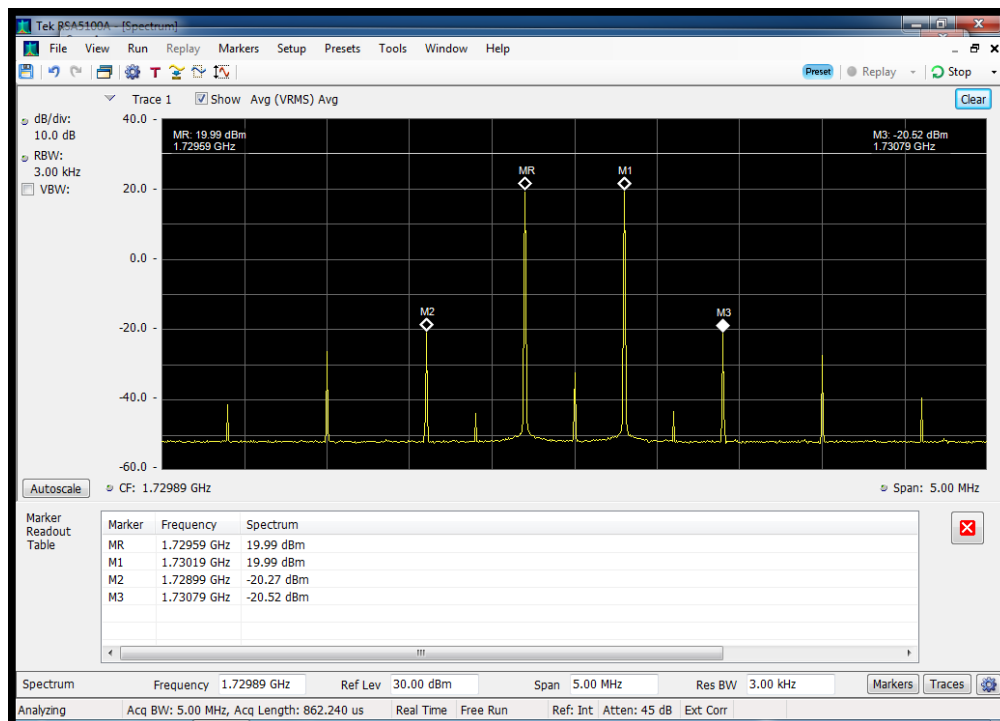 Tek RSA5100A - [Spectrum]
File View Run Replay Markers Setup Presets Tools Window Help
Preset Replay Stop
Trace 1 Show Avg (VRMS) Avg Clear
dB/div:
10.0 dB
RBW:
3.00 kHz
VBW:
40.0
20.0
0.0
-20.0
-40.0
-60.0
MR: 19.99 dBm
1.72959 GHz
M3: -20.52 dBm
1.73079 GHz
MR M1
M2 M3
Autoscale CF: 1.72989 GHz Span: 5.00 MHz
Marker
Readout
Table
Marker Frequency Spectrum
MR 1.72959 GHz 19.99 dBm
M1 1.73019 GHz 19.99 dBm
M2 1.72899 GHz -20.27 dBm
M3 1.73079 GHz -20.52 dBm
Spectrum Frequency 1.72989 GHz Ref Lev 30.00 dBm Span 5.00 MHz Res BW 3.00 kHz Markers Traces
Analyzing Acq BW: 5.00 MHz, Acq Length: 862.240 us Real Time Free Run Ref: Int Atten: 45 dB Ext Corr